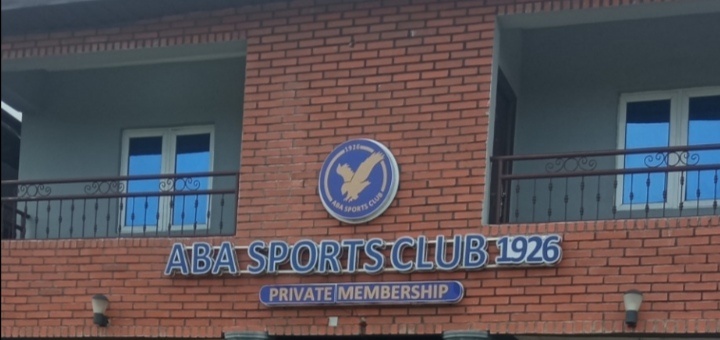 1926
ABA SPORTS CLUB
ABA SPORTS CLUB 1926
PRIVATE MEMBERSHIP